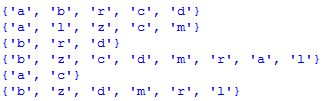 {'a', 'b', 'r', 'c', 'd'}
{'a', 'l', 'z', 'c', 'm'}
{'b', 'r', 'd'}
{'b', 'z', 'c', 'd', 'm', 'r', 'a', 'l'}
{'a', 'c'}
{'b', 'z', 'd', 'm', 'r', 'l'}